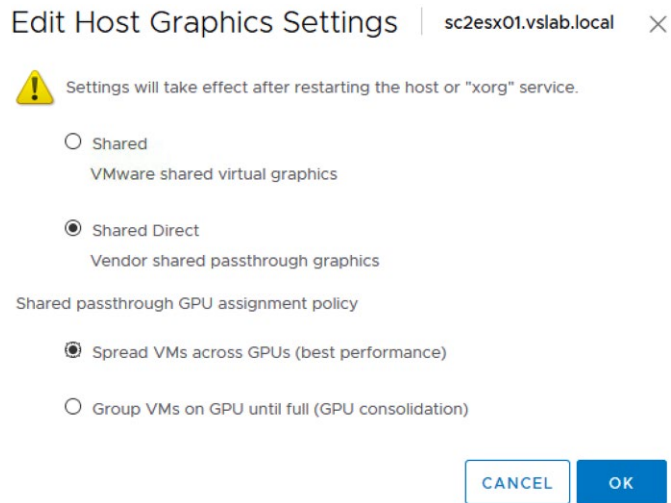 Edit Host Graphics Settings sc2esx01.vslab.local
Settings will take effect after restarting the host or "xorg" service.
Shared
VMware shared virtual graphics
Shared Direct
Vendor shared passthrough graphics
Shared passthrough GPU assignment policy
Spread VMs across GPUs (best performance)
Group VMs on GPU until full (GPU consolidation)
CANCEL OK